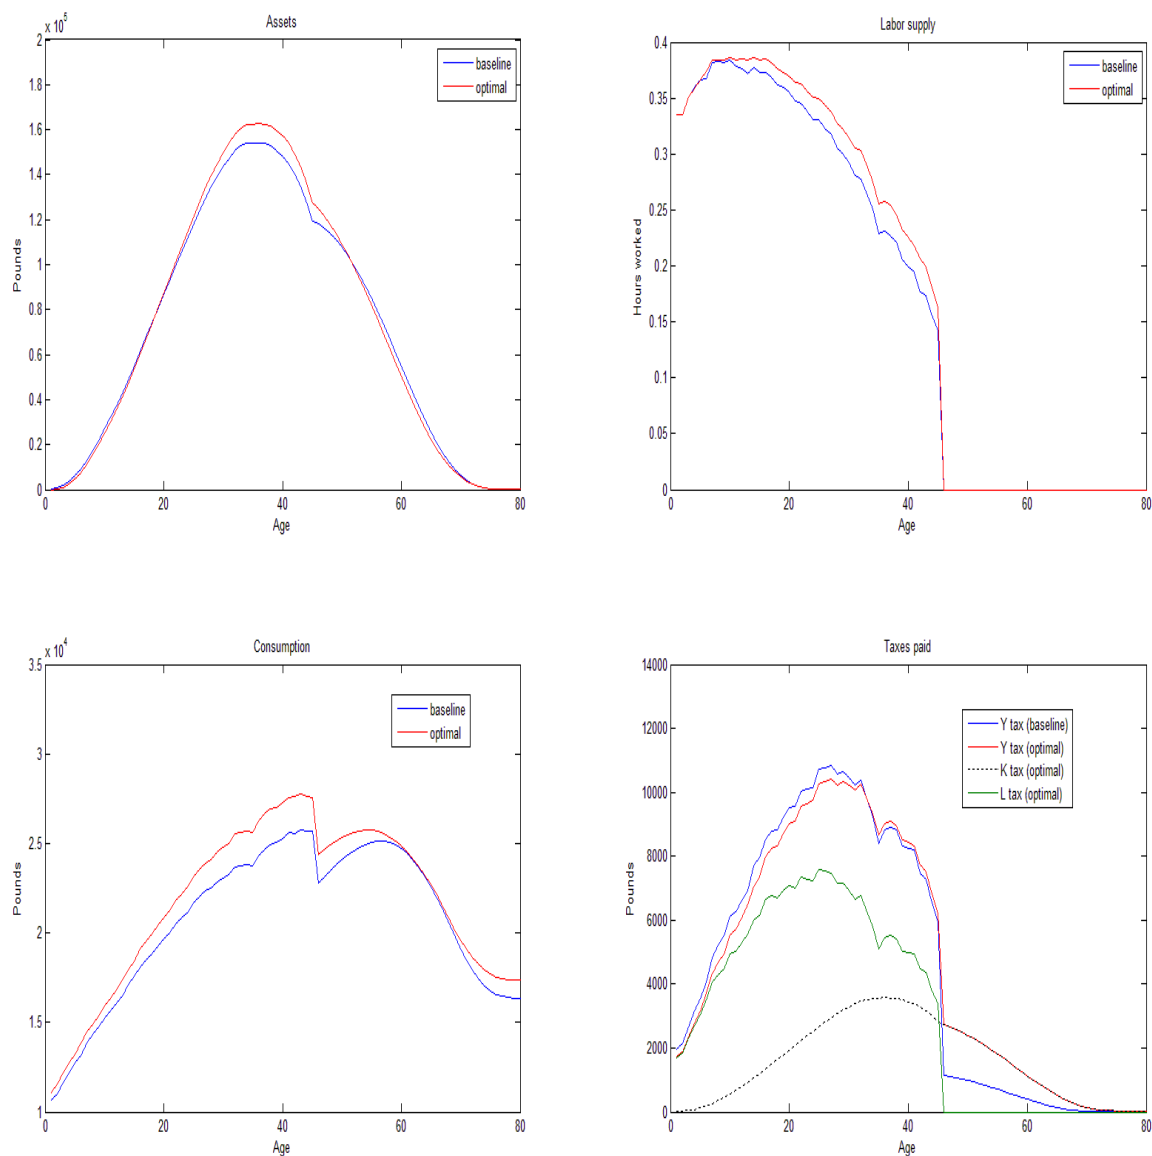 Assets
x 10^5
2
1.8
1.6
1.4
1.2
1
0.8
0.6
0.4
0.2
0
0 20 40 60 80
Pounds
Age
baseline
optimal
Labor supply
0.4
0.35
0.3
0.25
0.2
0.15
0.1
0.05
0
0 20 40 60 80
Hours worked
Age
baseline
optimal
Consumption
x 10^4
3.5
3
2.5
2
1.5
1
0 20 40 60 80
Pounds
Age
baseline
optimal
Taxes paid
14000
12000
10000
8000
6000
4000
2000
0
0 20 40 60 80
Pounds
Age
Y tax (baseline)
Y tax (optimal)
K tax (optimal)
L tax (optimal)